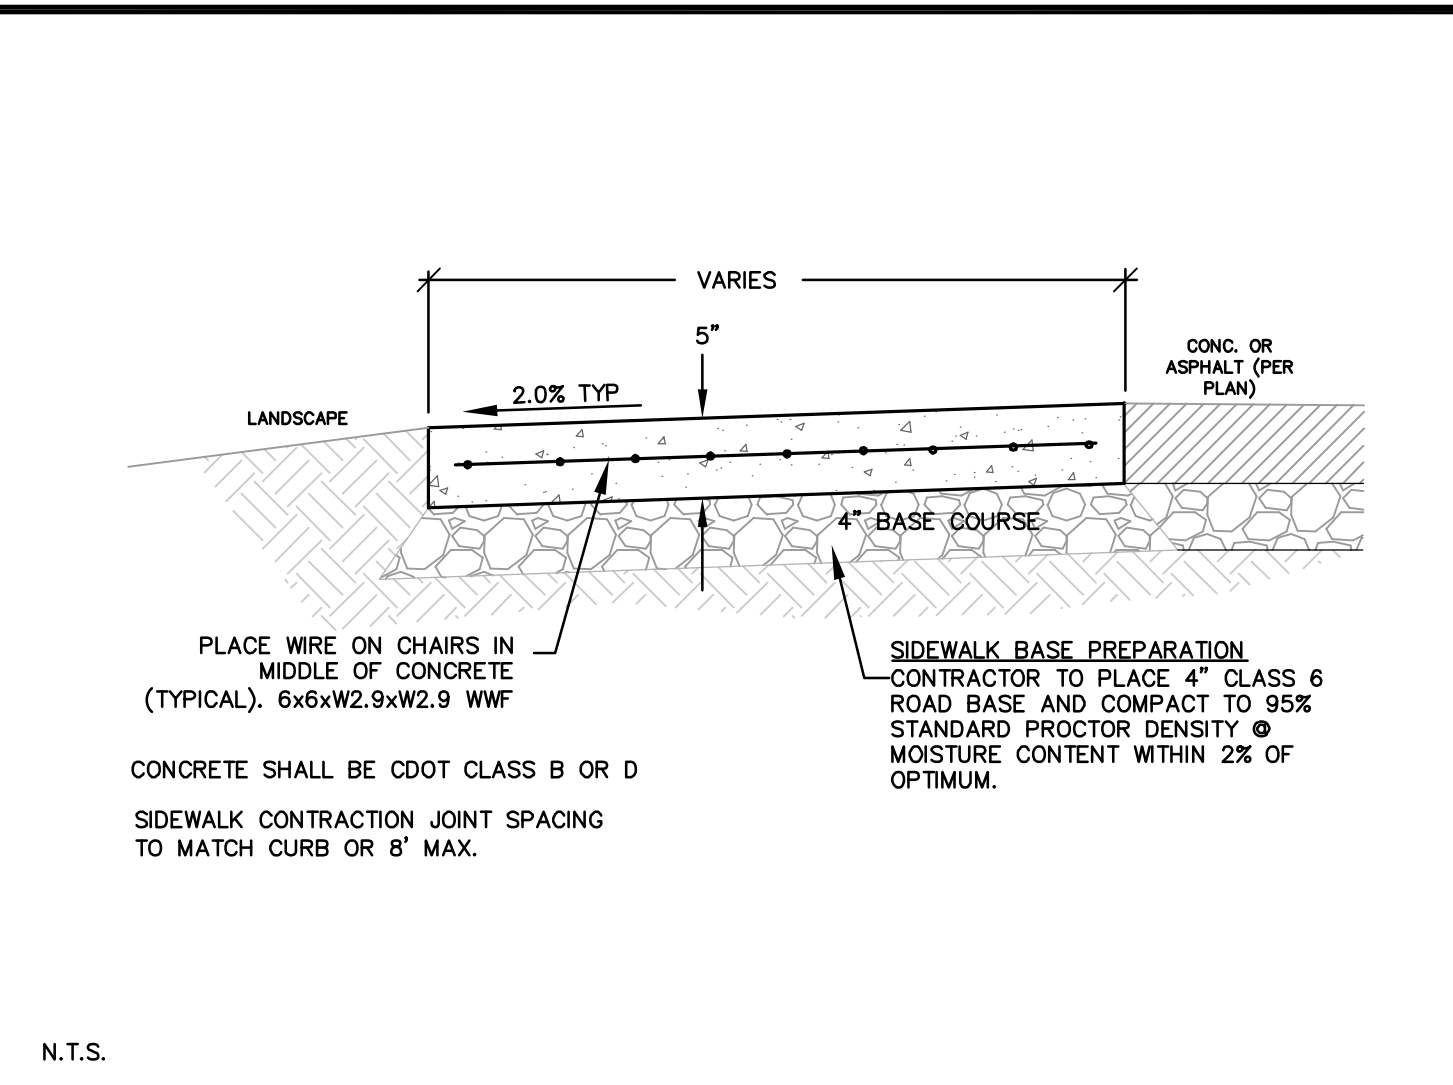 VARIES
5"
2.0% TYP
LANDSCAPE
CONC. OR
ASPHALT (PER
PLAN)
4" BASE COURSE
PLACE WIRE ON CHAIRS IN
MIDDLE OF CONCRETE
(TYPICAL). 6x6xW2.9xW2.9 WWF
SIDEWALK BASE PREPARATION
CONTRACTOR TO PLACE 4" CLASS 6
ROAD BASE AND COMPACT TO 95%
STANDARD PROCTOR DENSITY @
MOISTURE CONTENT WITHIN 2% OF
OPTIMUM.
CONCRETE SHALL BE CDOT CLASS B OR D
SIDEWALK CONTRACTION JOINT SPACING
TO MATCH CURB OR 8' MAX.
N.T.S.